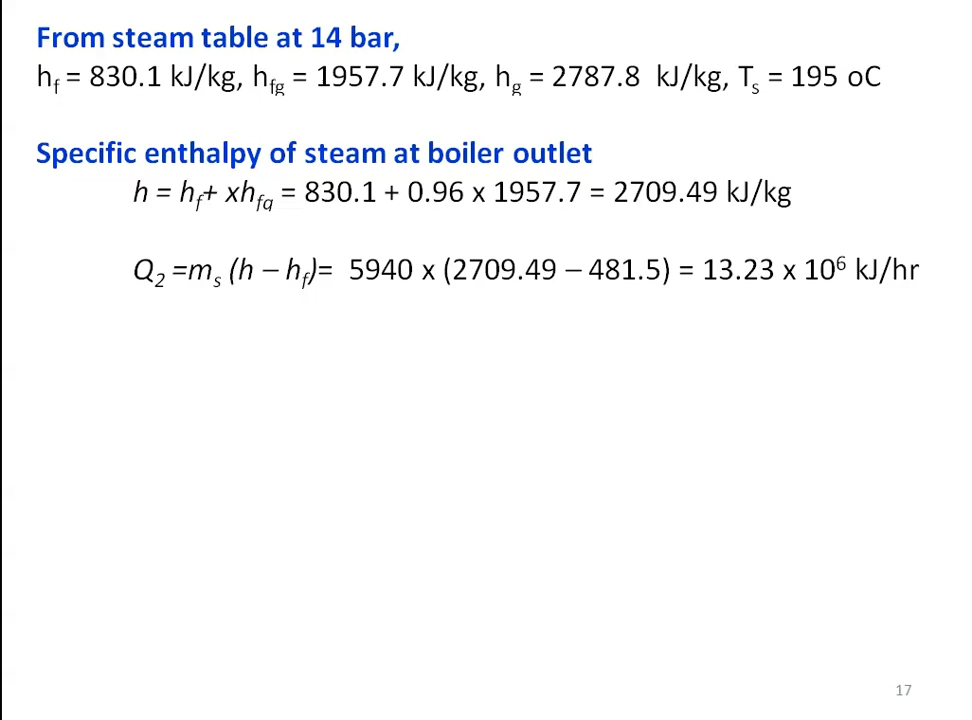 From steam table at 14 bar,
hf = 830.1 kJ/kg, hfg = 1957.7 kJ/kg, hg = 2787.8 kJ/kg, Ts = 195 oC
Specific enthalpy of steam at boiler outlet
h = hf+ xhfg = 830.1 + 0.96 x 1957.7 = 2709.49 kJ/kg
Q2 =ms (h – hf)= 5940 x (2709.49 – 481.5) = 13.23 x 10⁶ kJ/hr
17